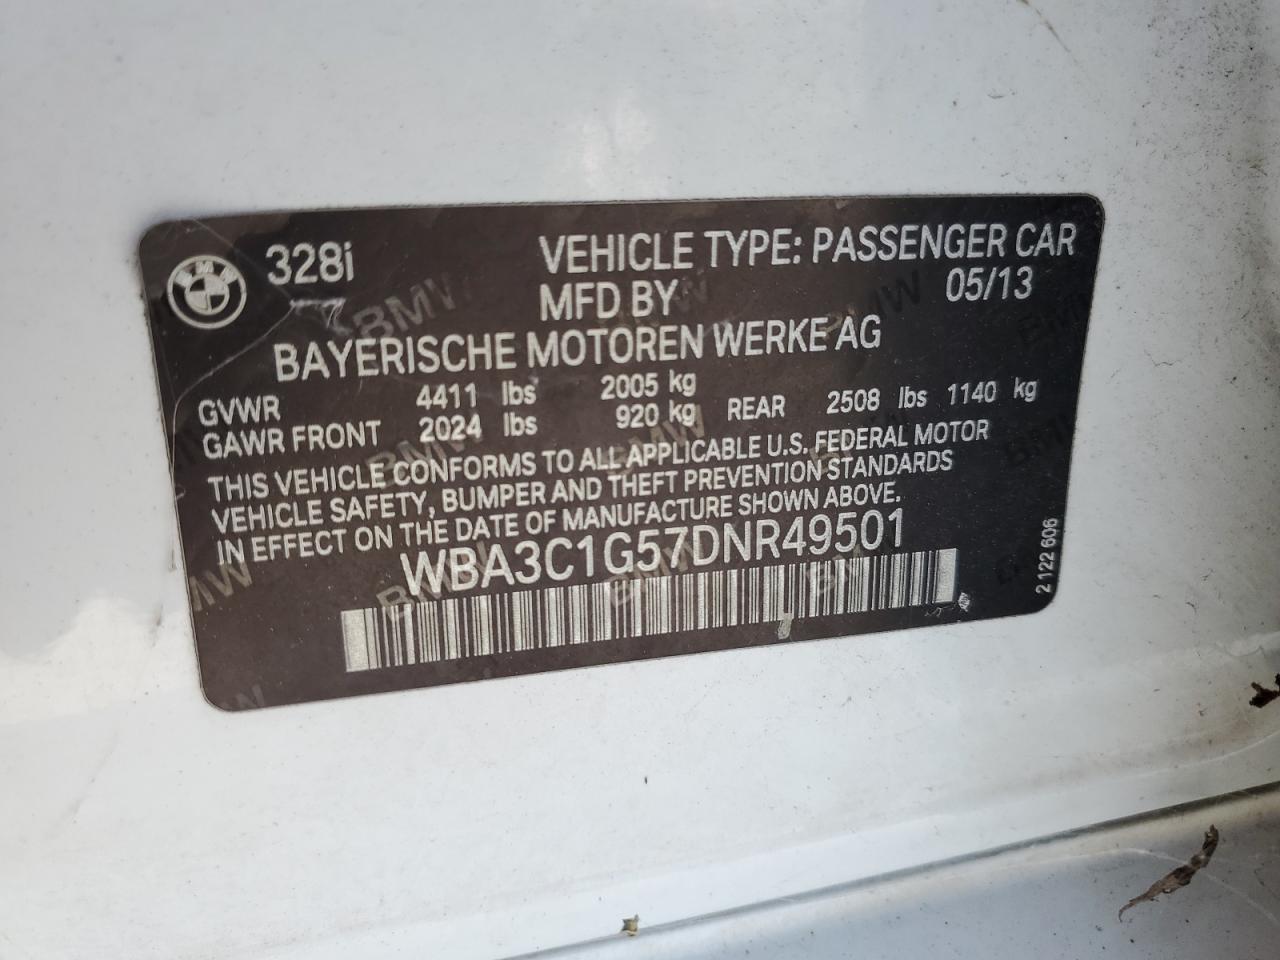 BMW
328i
VEHICLE TYPE: PASSENGER CAR
MFD BY 05/13
BAYERISCHE MOTOREN WERKE AG
GVWR 4411 lbs 2005 kg
GAWR FRONT 2024 lbs 920 kg REAR 2508 lbs 1140 kg
THIS VEHICLE CONFORMS TO ALL APPLICABLE U.S. FEDERAL MOTOR
VEHICLE SAFETY, BUMPER AND THEFT PREVENTION STANDARDS
IN EFFECT ON THE DATE OF MANUFACTURE SHOWN ABOVE.
WBA3C1G57DNR49501
2 122 606